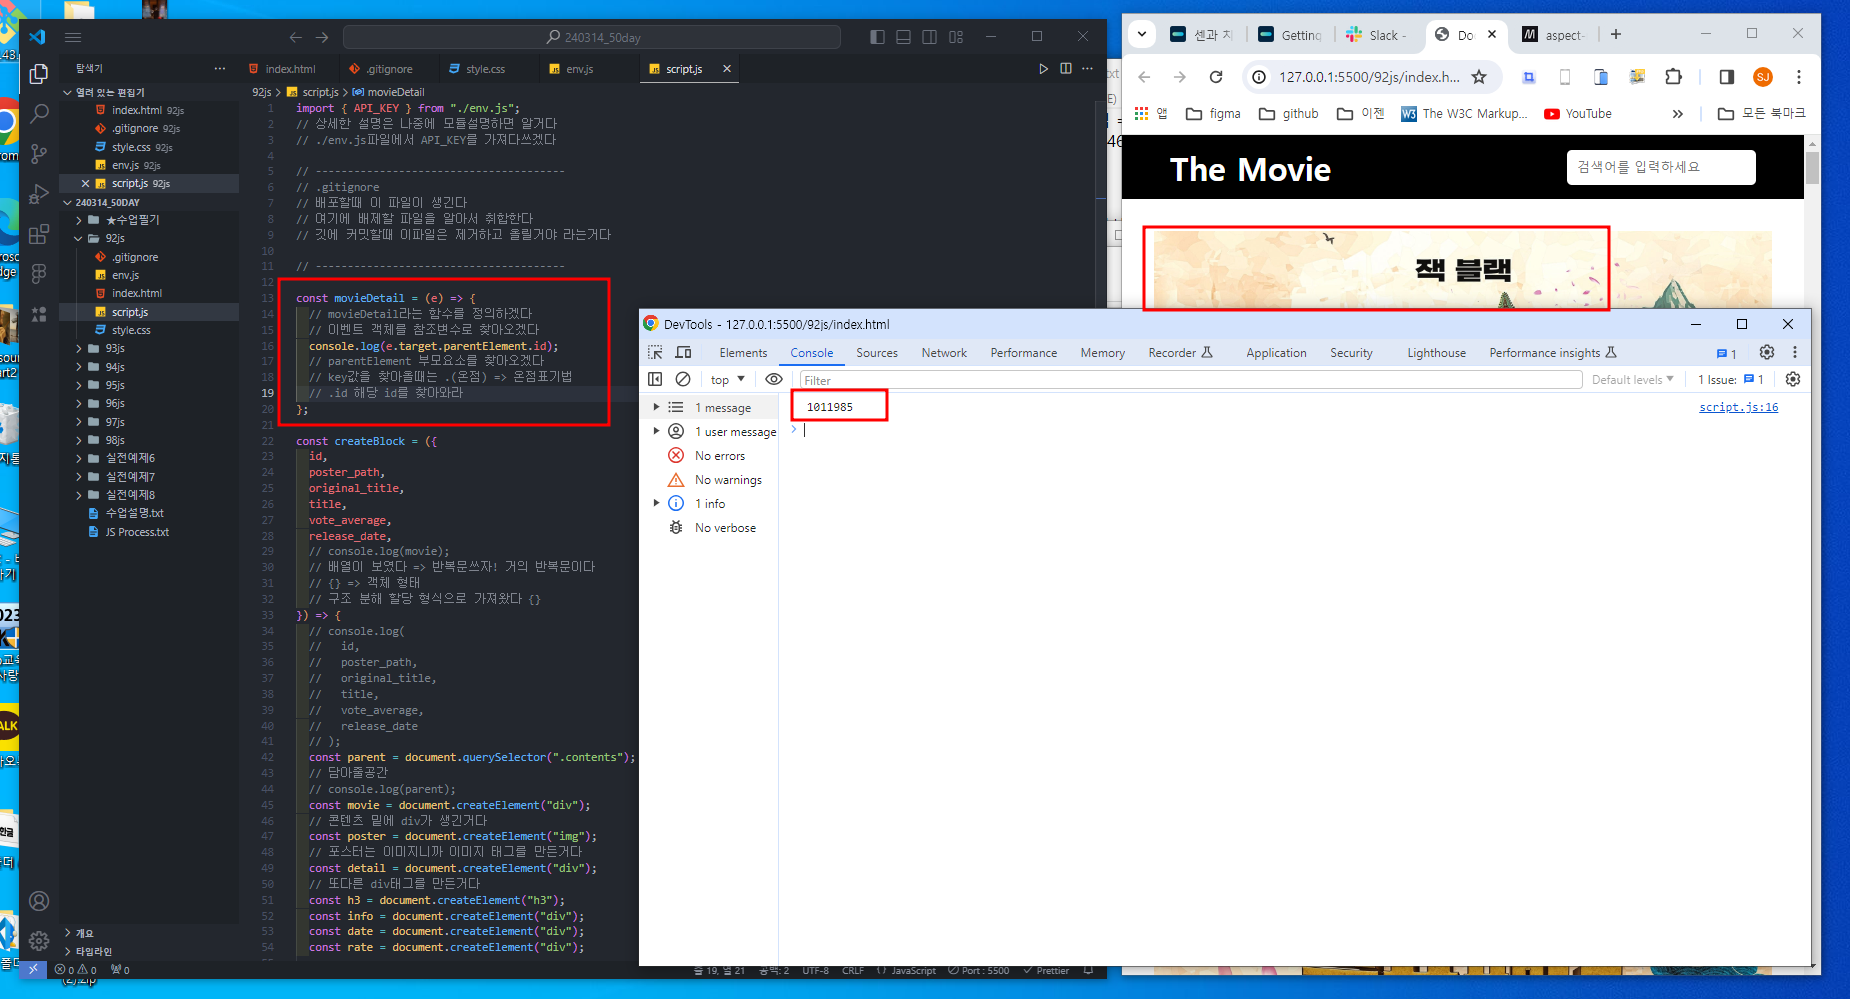 240314_50day
탐색기
index.html
.gitignore
style.css
env.js
script.js
열려 있는 편집기
index.html 92js
.gitignore 92js
style.css 92js
env.js 92js
script.js 92js
240314_50DAY
★수업필기
92js
.gitignore
env.js
index.html
script.js
style.css
93js
94js
95js
96js
97js
98js
실전예제6
실전예제7
실전예제8
수업설명.txt
JS Process.txt
개요
타임라인
92js > script.js > movieDetail
1 import { API_KEY } from "./env.js";
2 // 상세한 설명은 나중에 모듈설명하면 알거다
3 // ./env.js파일에서 API_KEY를 가져다쓰겠다
4
5 // ---------------------------------------
6 // .gitignore
7 // 배포할때 이 파일이 생긴다
8 // 여기에 배제할 파일을 알아서 취합한다
9 // 깃에 커밋할때 이파일은 제거하고 올릴거야 라는거다
10
11 // ---------------------------------------
12
13 const movieDetail = (e) => {
14 // movieDetail라는 함수를 정의하겠다
15 // 이벤트 객체를 참조변수로 찾아오겠다
16 console.log(e.target.parentElement.id);
17 // parentElement 부모요소를 찾아오겠다
18 // key값을 찾아올때는 .(온점) => 온점표기법
19 // .id 해당 id를 찾아와라
20 };
21
22 const createBlock = ({
23 id,
24 poster_path,
25 original_title,
26 title,
27 vote_average,
28 release_date,
29 // console.log(movie);
30 // 배열이 보였다 => 반복문쓰자! 거의 반복문이다
31 // {} => 객체 형태
32 // 구조 분해 할당 형식으로 가져왔다 {}
33 }) => {
34 // console.log(
35 // id,
36 // poster_path,
37 // original_title,
38 // title,
39 // vote_average,
40 // release_date
41 // );
42 const parent = document.querySelector(".contents");
43 // 담아줄공간
44 // console.log(parent);
45 const movie = document.createElement("div");
46 // 콘텐츠 밑에 div가 생긴거다
47 const poster = document.createElement("img");
48 // 포스터는 이미지니까 이미지 태그를 만든거다
49 const detail = document.createElement("div");
50 // 또다른 div태그를 만든거다
51 const h3 = document.createElement("h3");
52 const info = document.createElement("div");
53 const date = document.createElement("div");
54 const rate = document.createElement("div");
0 0 0
줄 19, 열 21 공백: 2 UTF-8 CRLF {} JavaScript Port : 5500 Prettier
센과 치
Getting
Slack -
Do
aspect-
127.0.0.1:5500/92js/index.h...
SJ
앱
figma
github
이젠
The W3C Markup...
YouTube
모든 북마크
The Movie
검색어를 입력하세요
잭 블랙
DevTools - 127.0.0.1:5500/92js/index.html
Elements Console Sources Network Performance Memory Recorder Application Security Lighthouse Performance insights 1
top Filter Default levels 1 Issue: 1
1 message
1 user message
No errors
No warnings
1 info
No verbose
1011985 script.js:16